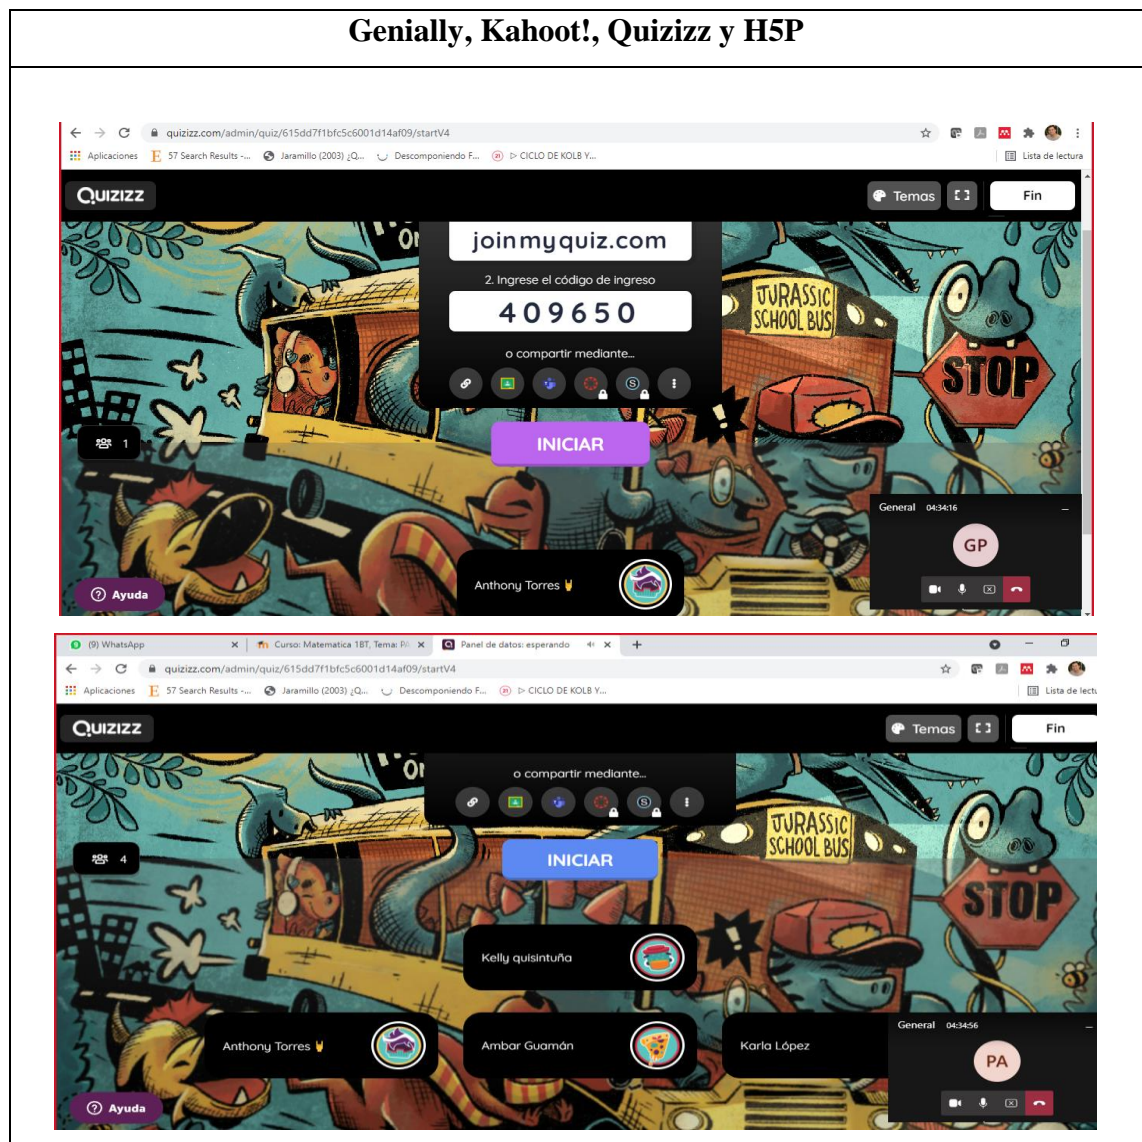 Genially, Kahoot!, Quizizz y H5P
quizizz.com/admin/quiz/615dd7f1bfc5c6001d14af09/startV4
Aplicaciones 57 Search Results -... Jaramillo (2003) ¿Q... Descomponiendo F... ▷ CICLO DE KOLB Y... Lista de lectura
QUIZIZZ Temas Fin
joinmyquiz.com
2. Ingrese el código de ingreso
409650
o compartir mediante...
JURASSIC
SCHOOL BUS
STOP
1
INICIAR
General 04:34:16
GP
Anthony Torres
Ayuda
(9) WhatsApp Curso: Matematica 1BT, Tema: PA Panel de datos: esperando
quizizz.com/admin/quiz/615dd7f1bfc5c6001d14af09/startV4
Aplicaciones 57 Search Results -... Jaramillo (2003) ¿Q... Descomponiendo F... ▷ CICLO DE KOLB Y... Lista de lectu
QUIZIZZ Temas Fin
o compartir mediante...
JURASSIC
SCHOOL BUS
STOP
4
INICIAR
Kelly quisintuña
General 04:34:56
Anthony Torres Ambar Guamán Karla López
PA
Ayuda